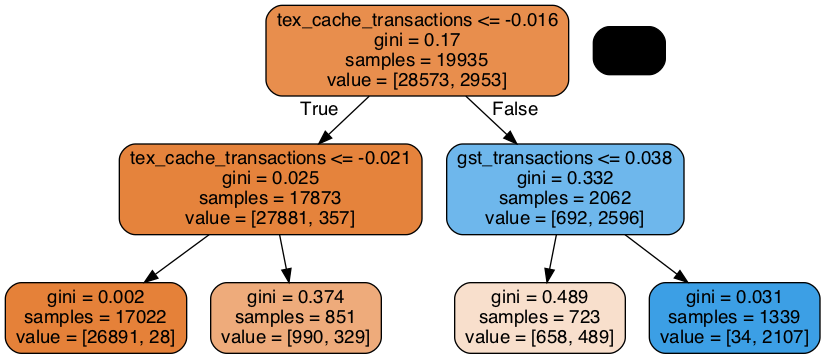 tex_cache_transactions <= -0.016
gini = 0.17
samples = 19935
value = [28573, 2953]
True
False
tex_cache_transactions <= -0.021
gini = 0.025
samples = 17873
value = [27881, 357]
gst_transactions <= 0.038
gini = 0.332
samples = 2062
value = [692, 2596]
gini = 0.002
samples = 17022
value = [26891, 28]
gini = 0.374
samples = 851
value = [990, 329]
gini = 0.489
samples = 723
value = [658, 489]
gini = 0.031
samples = 1339
value = [34, 2107]